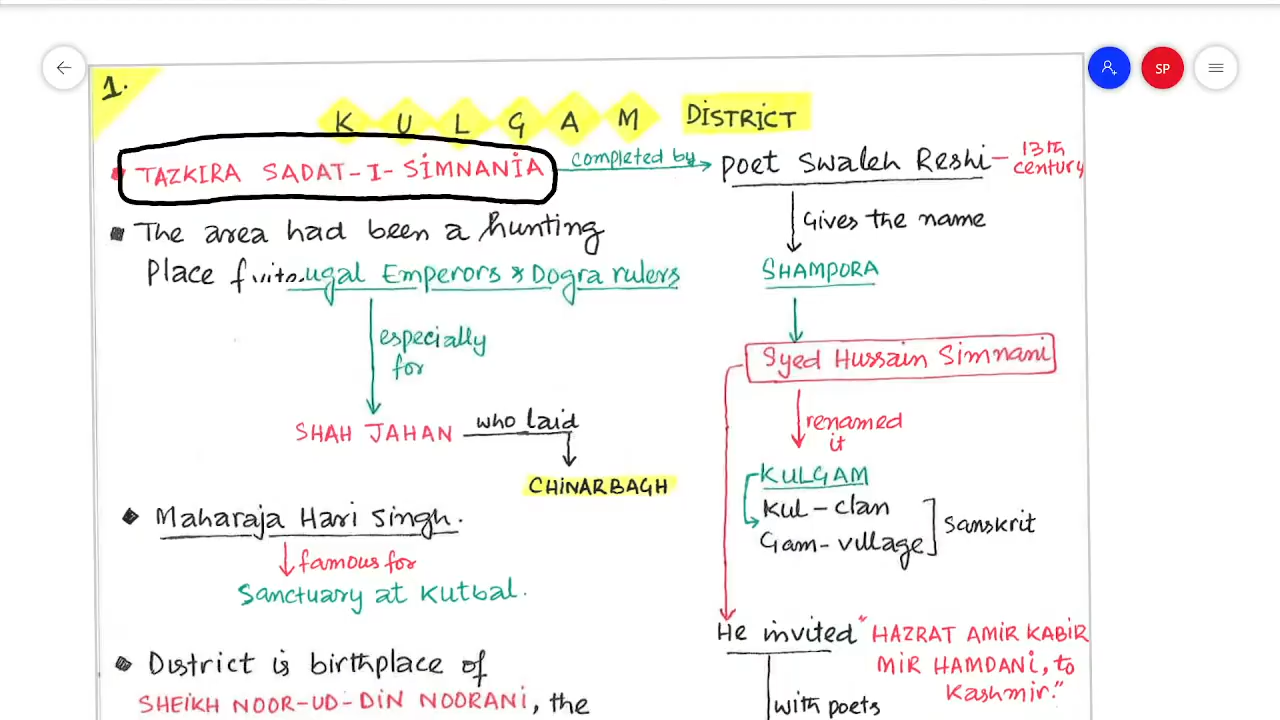 SP
1.
KULGAM DISTRICT
TAZKIRA SADAT-I-SIMNANIA
completed by
poet Swaleh Reshi - 13th century
Gives the name
SHAMPORA
Syed Hussain Simnani
renamed it
KULGAM
Kul - clan
Gam - village
Sanskrit
He invited "HAZRAT AMIR KABIR
MIR HAMDANI, to
Kashmir."
with poets
The area had been a hunting
Place ugal Emperors & Dogra rulers
especially
for
SHAH JAHAN who laid
CHINARBAGH
Maharaja Hari Singh.
famous for
Sanctuary at Kutbal.
District is birthplace of
SHEIKH NOOR-UD-DIN NOORANI, the